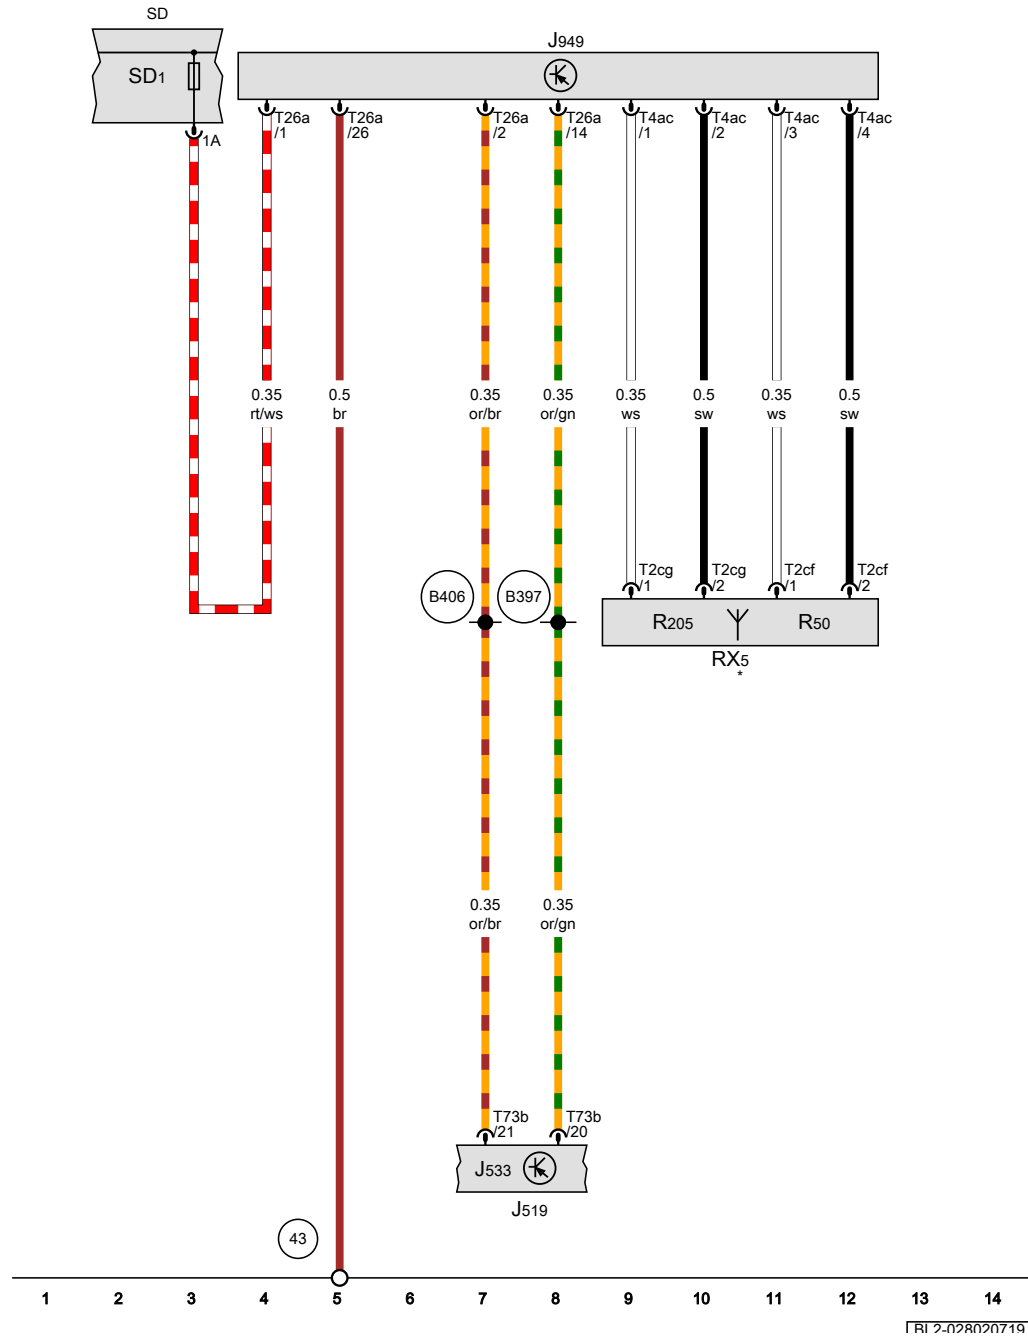 SD
J949
SD1
1A
T26a
/1
T26a
/26
T26a
/2
T26a
/14
T4ac
/1
T4ac
/2
T4ac
/3
T4ac
/4
0.35
rt/ws
0.5
br
0.35
or/br
0.35
or/gn
0.35
ws
0.5
sw
0.35
ws
0.5
sw
T2cg
/1
T2cg
/2
T2cf
/1
T2cf
/2
B406
B397
R205
R50
RX5
*
0.35
or/br
0.35
or/gn
T73b
/21
T73b
/20
J533
J519
43
1 2 3 4 5 6 7 8 9 10 11 12 13 14
BL2-028020719